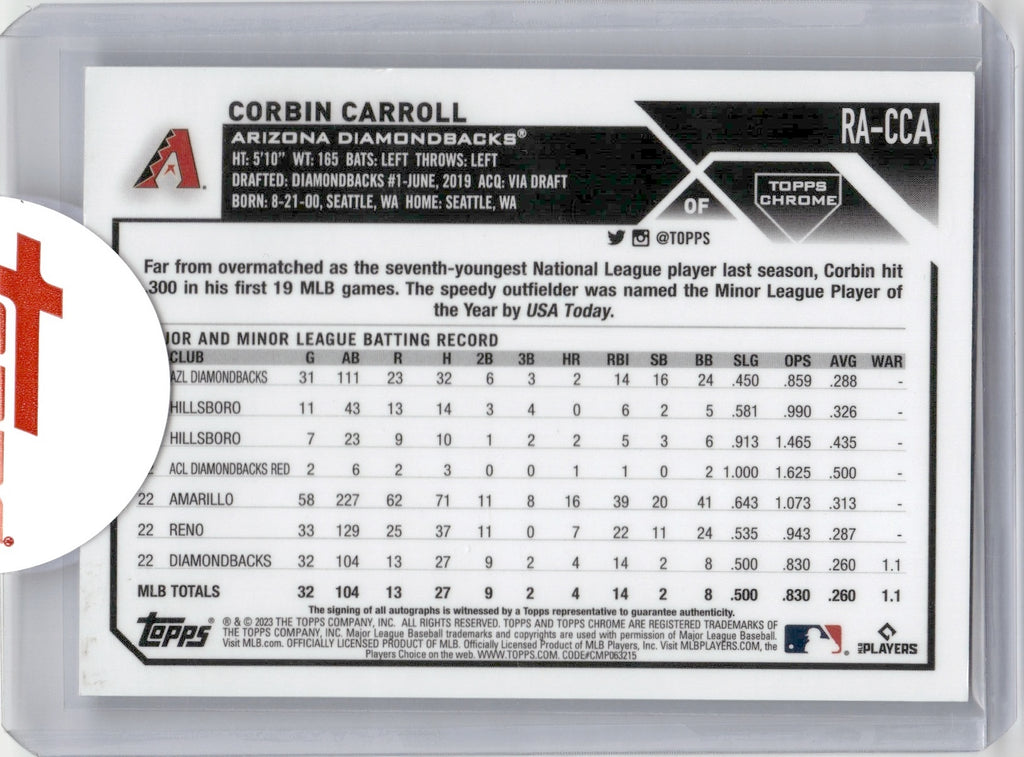 CORBIN CARROLL
RA-CCA
ARIZONA DIAMONDBACKS®
HT: 5'10" WT: 165 BATS: LEFT THROWS: LEFT
DRAFTED: DIAMONDBACKS #1-JUNE, 2019 ACQ: VIA DRAFT
BORN: 8-21-00, SEATTLE, WA HOME: SEATTLE, WA
OF
TOPPS
CHROME
@TOPPS
Far from overmatched as the seventh-youngest National League player last season, Corbin hit
.300 in his first 19 MLB games. The speedy outfielder was named the Minor League Player of
the Year by USA Today.
JOR AND MINOR LEAGUE BATTING RECORD
CLUB G AB R H 2B 3B HR RBI SB BB SLG OPS AVG WAR
AZL DIAMONDBACKS 31 111 23 32 6 3 2 14 16 24 .450 .859 .288 -
HILLSBORO 11 43 13 14 3 4 0 6 2 5 .581 .990 .326 -
HILLSBORO 7 23 9 10 1 2 2 5 3 6 .913 1.465 .435 -
ACL DIAMONDBACKS RED 2 6 2 3 0 0 1 1 0 2 1.000 1.625 .500 -
22 AMARILLO 58 227 62 71 11 8 16 39 20 41 .643 1.073 .313 -
22 RENO 33 129 25 37 11 0 7 22 11 24 .535 .943 .287 -
22 DIAMONDBACKS 32 104 13 27 9 2 4 14 2 8 .500 .830 .260 1.1
MLB TOTALS 32 104 13 27 9 2 4 14 2 8 .500 .830 .260 1.1
The signing of all autographs is witnessed by a Topps representative to guarantee authenticity.
Topps® ® & © 2023 THE TOPPS COMPANY, INC. ALL RIGHTS RESERVED. TOPPS AND TOPPS CHROME ARE REGISTERED TRADEMARKS OF
THE TOPPS COMPANY, INC. Major League Baseball trademarks and copyrights are used with permission of Major League Baseball.
Visit MLB.com. OFFICIALLY LICENSED PRODUCT OF MLB. Officially Licensed Product of MLB Players, Inc. Visit MLBPLAYERS.COM, the
Players Choice on the web. WWW.TOPPS.COM. CODE#CMP063215
MLB PLAYERS